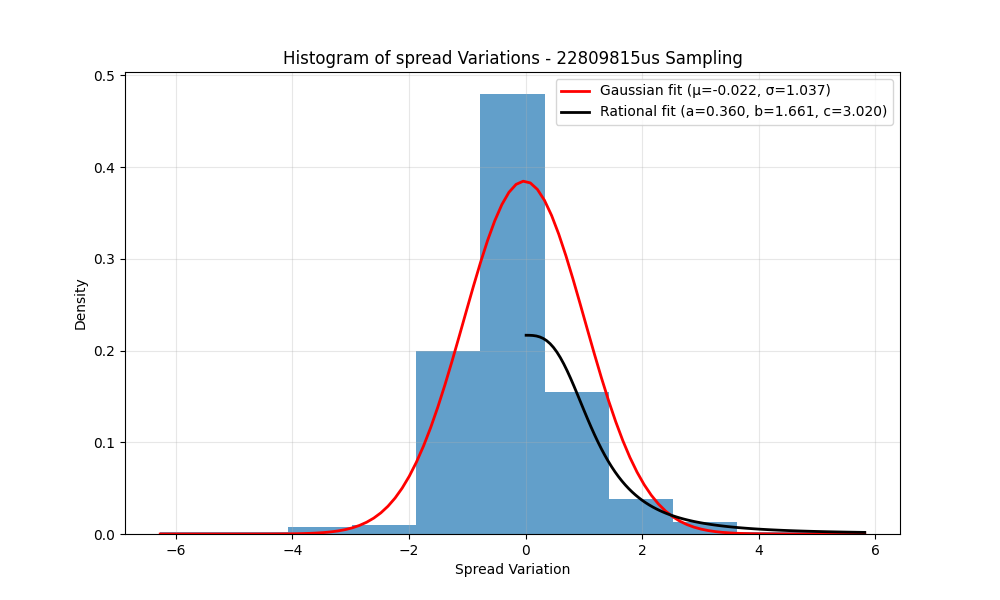 Histogram of spread Variations - 22809815us Sampling
Gaussian fit (μ=-0.022, σ=1.037)
Rational fit (a=0.360, b=1.661, c=3.020)
Density
0.5
0.4
0.3
0.2
0.1
0.0
−6 −4 −2 0 2 4 6
Spread Variation